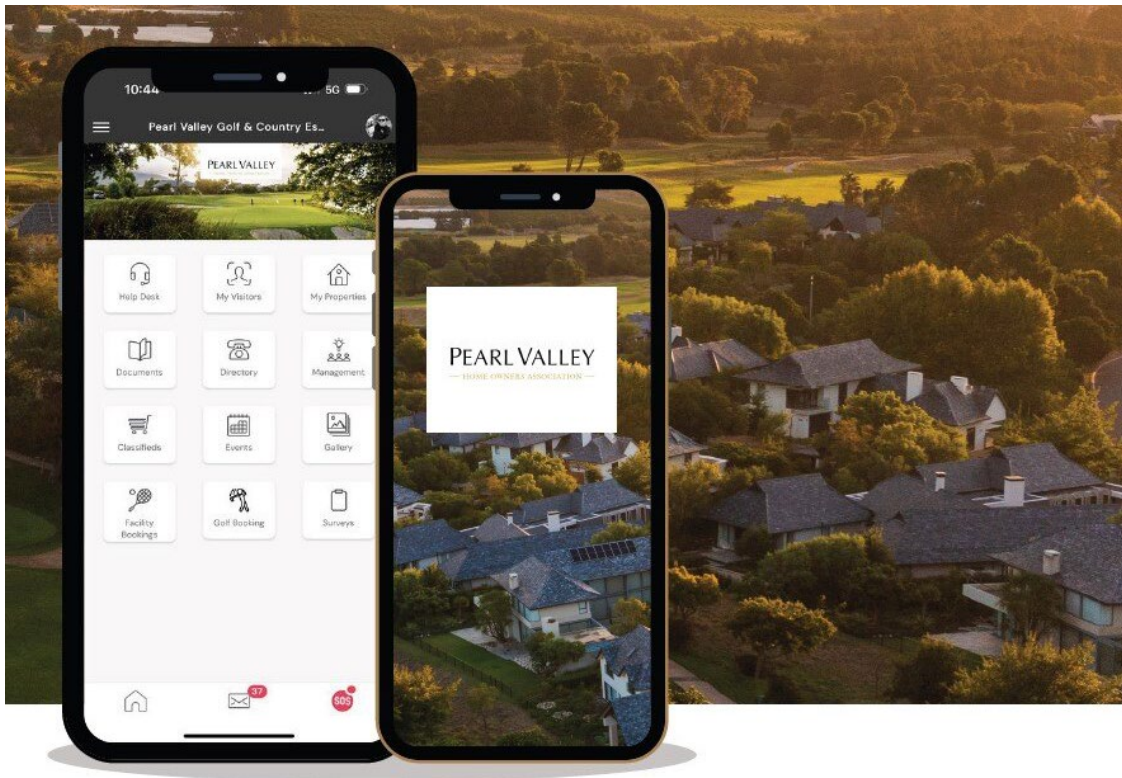 10:44
5G
Pearl Valley Golf & Country Es...
PEARL VALLEY
Help Desk
My Visitors
My Properties
Documents
Directory
Management
Classifieds
Events
Gallery
Facility
Bookings
Golf Booking
Surveys
37
SOS
PEARL VALLEY
HOME OWNERS ASSOCIATION